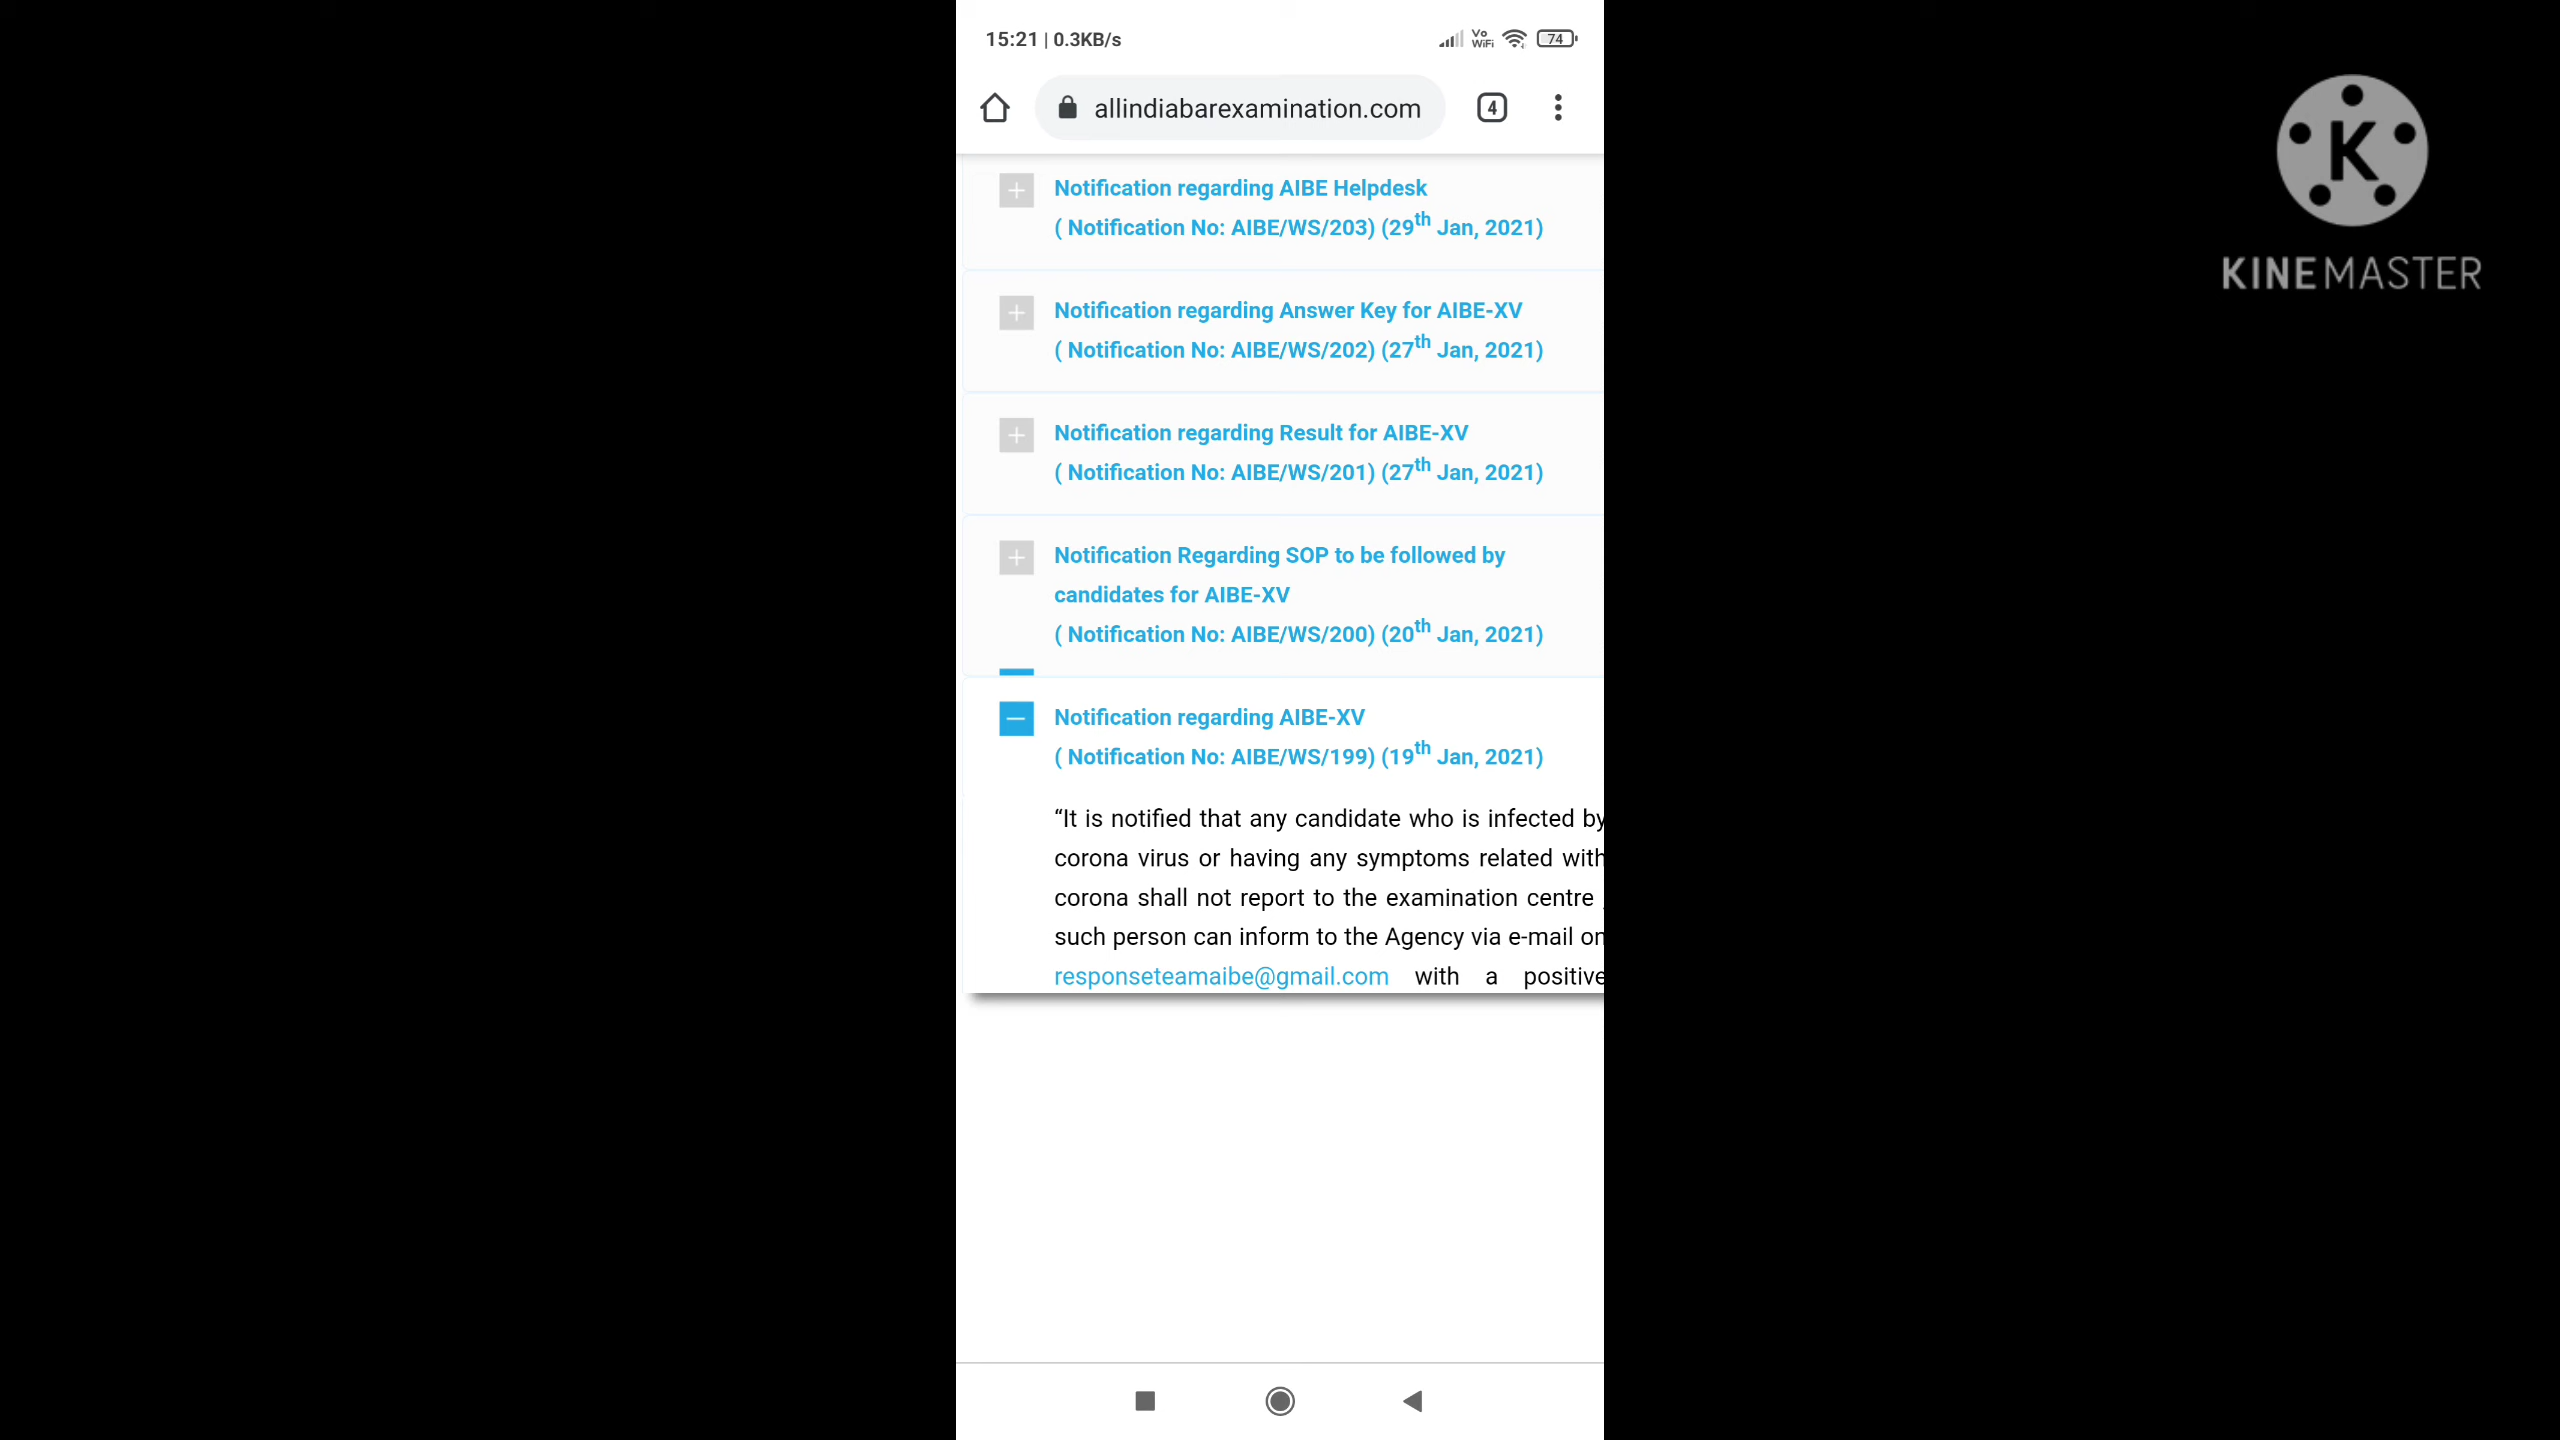 15:21 | 0.3KB/s
Vo WiFi
74
allindiabarexamination.com
4
K
KINEMASTER
Notification regarding AIBE Helpdesk
( Notification No: AIBE/WS/203) (29th Jan, 2021)
Notification regarding Answer Key for AIBE-XV
( Notification No: AIBE/WS/202) (27th Jan, 2021)
Notification regarding Result for AIBE-XV
( Notification No: AIBE/WS/201) (27th Jan, 2021)
Notification Regarding SOP to be followed by
candidates for AIBE-XV
( Notification No: AIBE/WS/200) (20th Jan, 2021)
Notification regarding AIBE-XV
( Notification No: AIBE/WS/199) (19th Jan, 2021)
“It is notified that any candidate who is infected by
corona virus or having any symptoms related with
corona shall not report to the examination centre
such person can inform to the Agency via e-mail on
responseteamaibe@gmail.com with a positive